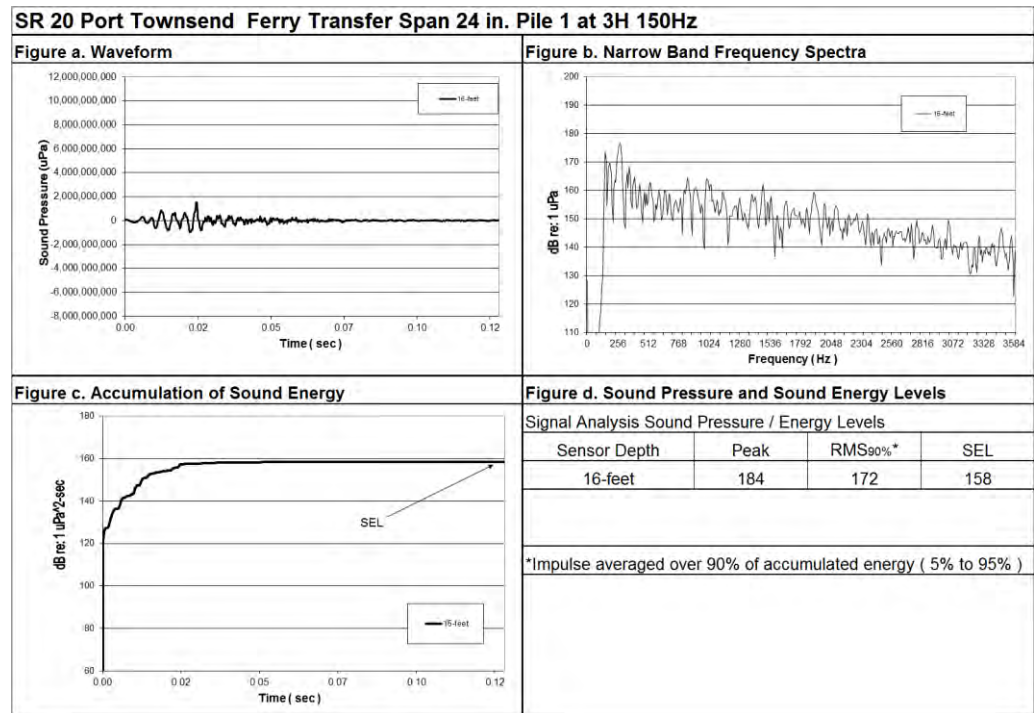 SR 20 Port Townsend Ferry Transfer Span 24 in. Pile 1 at 3H 150Hz
Figure a. Waveform
12,000,000,000
10,000,000,000
8,000,000,000
6,000,000,000
4,000,000,000
2,000,000,000
0
-2,000,000,000
-4,000,000,000
-6,000,000,000
-8,000,000,000
Sound Pressure (uPa)
16-feet
0.00 0.02 0.05 0.07 0.10 0.12
Time ( sec )
Figure b. Narrow Band Frequency Spectra
200
190
180
170
160
150
140
130
120
110
dB re: 1 uPa
16-feet
0 256 512 768 1024 1280 1536 1792 2048 2304 2560 2816 3072 3328 3584
Frequency ( Hz )
Figure c. Accumulation of Sound Energy
180
160
140
120
100
80
60
dB re: 1 uPa^2-sec
SEL
0.00 0.02 0.05 0.07 0.10 0.12
Time ( sec )
Figure d. Sound Pressure and Sound Energy Levels
Signal Analysis Sound Pressure / Energy Levels
Sensor Depth Peak RMS90%* SEL
16-feet 184 172 158
*Impulse averaged over 90% of accumulated energy ( 5% to 95% )